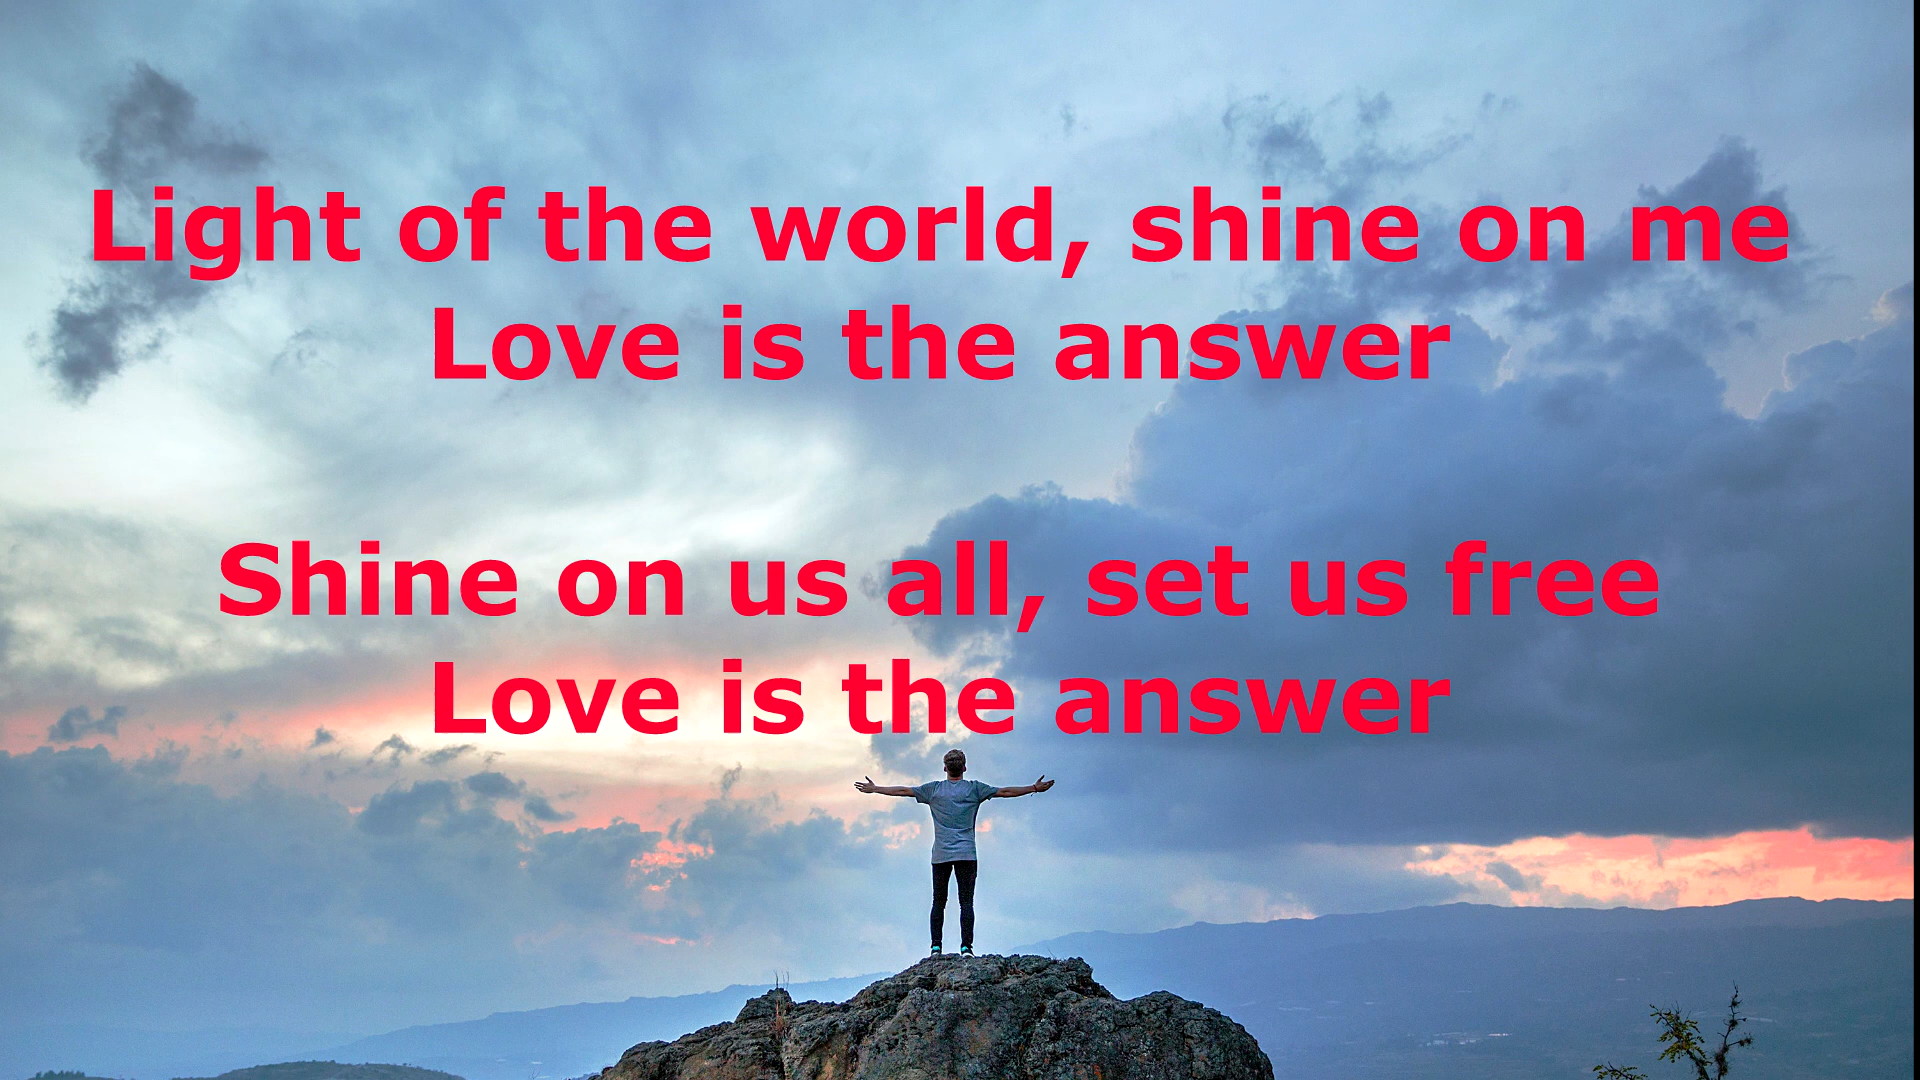 Light of the world, shine on me
Love is the answer
Shine on us all, set us free
Love is the answer